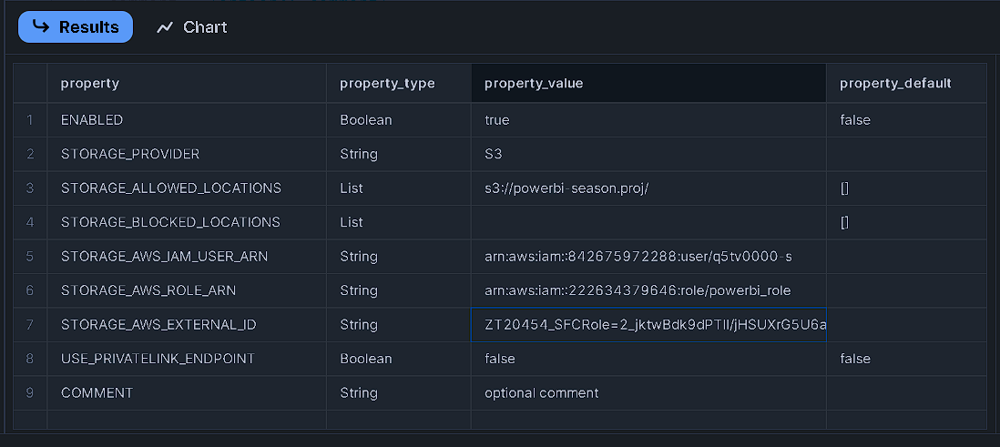 Results Chart
property property_type property_value property_default
1 ENABLED Boolean true false
2 STORAGE_PROVIDER String S3
3 STORAGE_ALLOWED_LOCATIONS List s3://powerbi-season.proj/ []
4 STORAGE_BLOCKED_LOCATIONS List []
5 STORAGE_AWS_IAM_USER_ARN String arn:aws:iam::842675972288:user/q5tv0000-s
6 STORAGE_AWS_ROLE_ARN String arn:aws:iam::222634379646:role/powerbi_role
7 STORAGE_AWS_EXTERNAL_ID String ZT20454_SFCRole=2_jktwBdk9dPTIl/jHSUXrG5U6a
8 USE_PRIVATELINK_ENDPOINT Boolean false false
9 COMMENT String optional comment